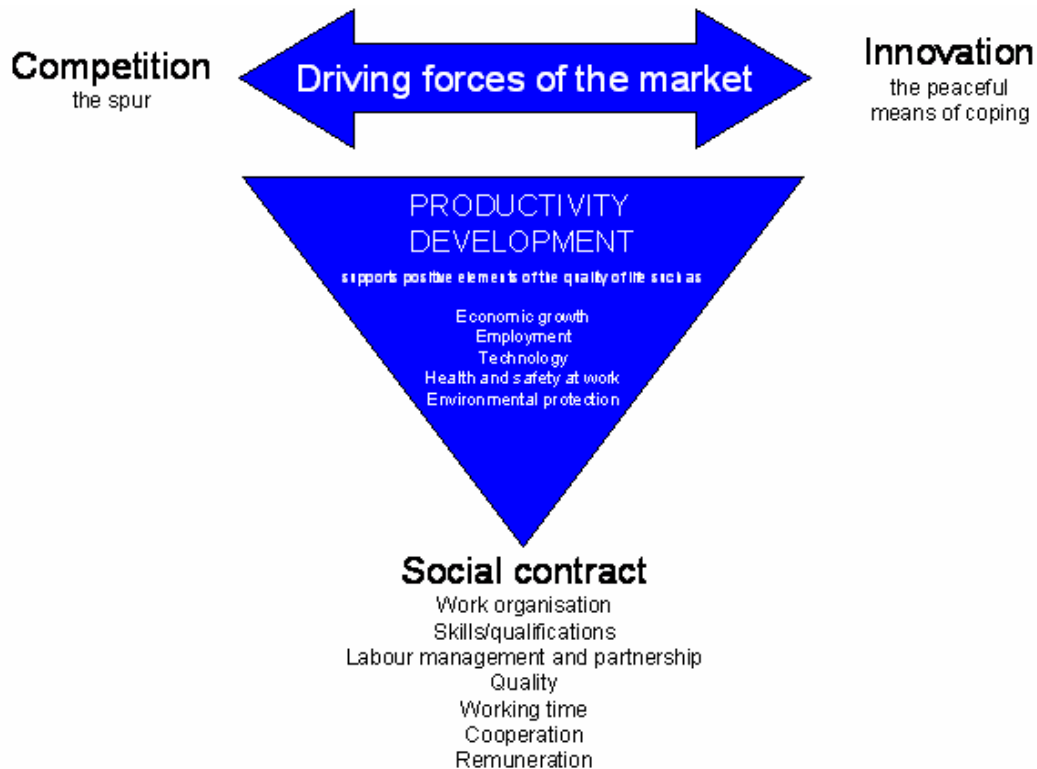 Competition
the spur
Driving forces of the market
Innovation
the peaceful
means of coping
PRODUCTIVITY
DEVELOPMENT
supports positive elements of the quality of life such as
Economic growth
Employment
Technology
Health and safety at work
Environmental protection
Social contract
Work organisation
Skills/qualifications
Labour management and partnership
Quality
Working time
Cooperation
Remuneration